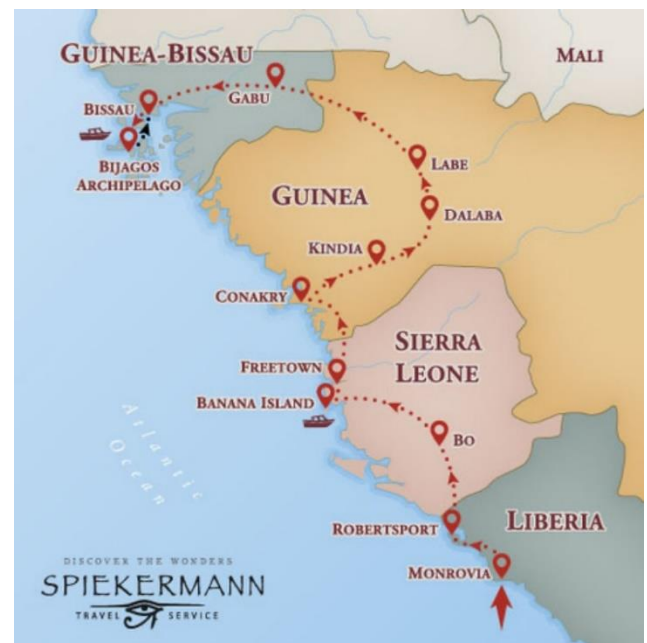 GUINEA-BISSAU
MALI
GABU
BISSAU
BIJAGOS
ARCHIPELAGO
LABE
GUINEA
DALABA
KINDIA
CONAKRY
SIERRA
LEONE
FREETOWN
BANANA ISLAND
BO
Atlantic
Ocean
ROBERTSPORT
LIBERIA
MONROVIA
DISCOVER THE WONDERS
SPIEKERMANN
TRAVEL SERVICE